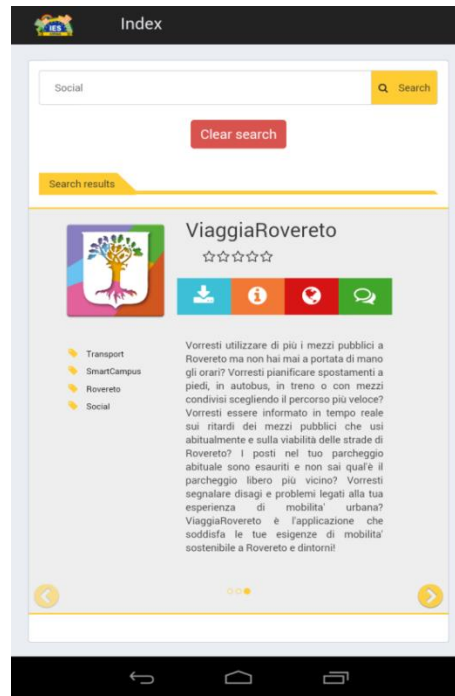 IES
Index
Social
Search
Clear search
Search results
ViaggiaRovereto
Transport
SmartCampus
Rovereto
Social
Vorresti utilizzare di più i mezzi pubblici a
Rovereto ma non hai mai a portata di mano
gli orari? Vorresti pianificare spostamenti a
piedi, in autobus, in treno o con mezzi
condivisi scegliendo il percorso più veloce?
Vorresti essere informato in tempo reale
sui ritardi dei mezzi pubblici che usi
abitualmente e sulla viabilità delle strade di
Rovereto? I posti nel tuo parcheggio
abituale sono esauriti e non sai qual'è il
parcheggio libero più vicino? Vorresti
segnalare disagi e problemi legati alla tua
esperienza di mobilita' urbana?
ViaggiaRovereto è l'applicazione che
soddisfa le tue esigenze di mobilita'
sostenibile a Rovereto e dintorni!